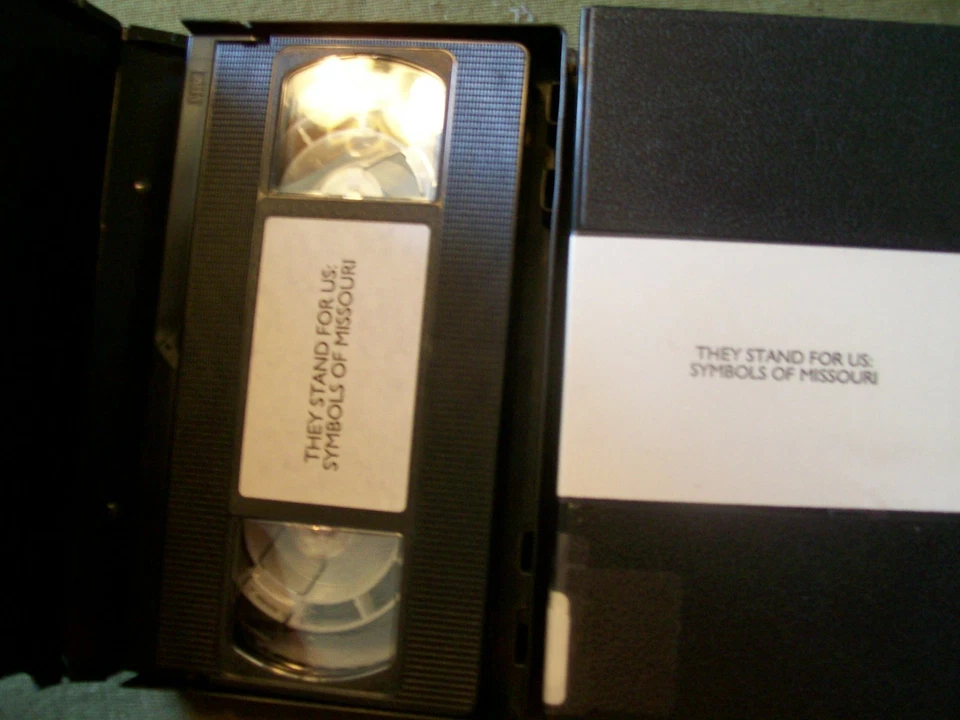 THEY STAND FOR US:
SYMBOLS OF MISSOURI
THEY STAND FOR US:
SYMBOLS OF MISSOURI